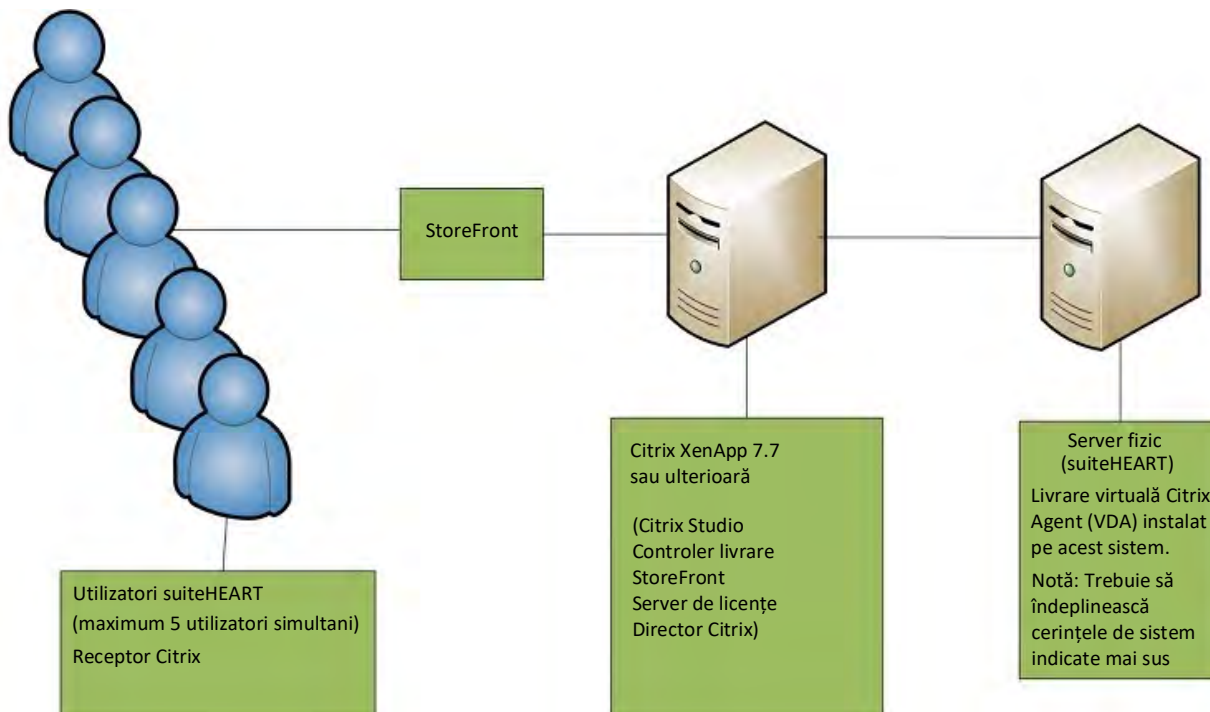 StoreFront
Utilizatori suiteHEART
(maximum 5 utilizatori simultani)
Receptor Citrix
Citrix XenApp 7.7
sau ulterioară
(Citrix Studio
Controler livrare
StoreFront
Server de licențe
Director Citrix)
Server fizic
(suiteHEART)
Livrare virtuală Citrix
Agent (VDA) instalat
pe acest sistem.
Notă: Trebuie să
îndeplinească
cerințele de sistem
indicate mai sus